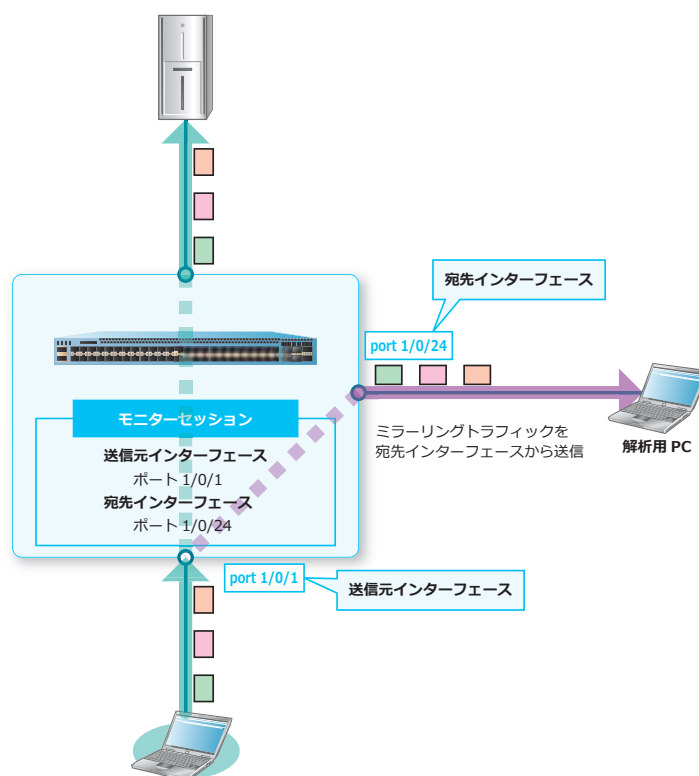 宛先インターフェース
port 1/0/24
モニターセッション
送信元インターフェース
ポート 1/0/1
宛先インターフェース
ポート 1/0/24
ミラーリングトラフィックを
宛先インターフェースから送信
解析用 PC
port 1/0/1
送信元インターフェース